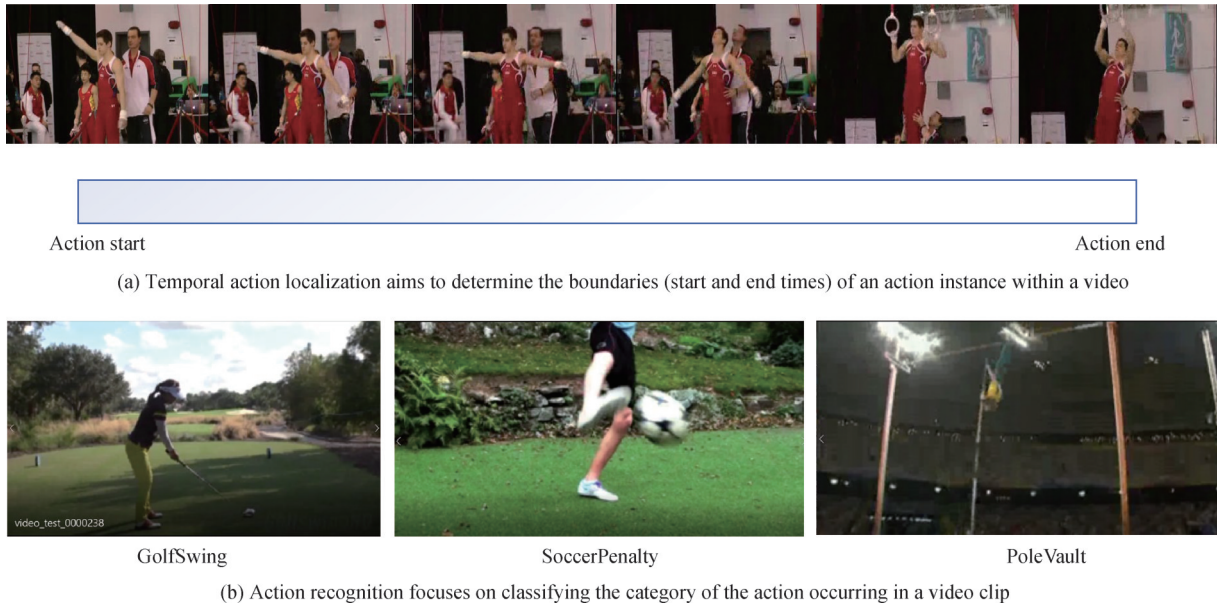 Action start
Action end
(a) Temporal action localization aims to determine the boundaries (start and end times) of an action instance within a video
video_test_0000238
GolfSwing
SoccerPenalty
PoleVault
(b) Action recognition focuses on classifying the category of the action occurring in a video clip